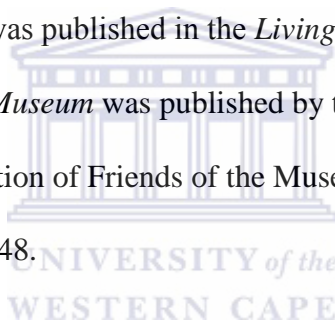 was published in the Living
Museum was published by t
tion of Friends of the Muse
48.
UNIVERSITY of the
WESTERN CAPE